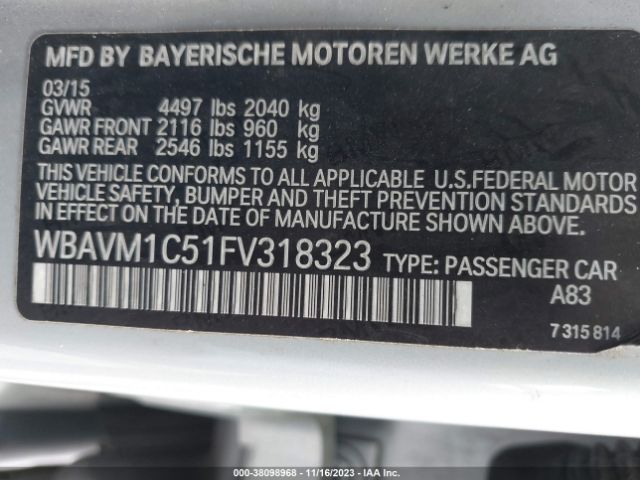 MFD BY BAYERISCHE MOTOREN WERKE AG
03/15
GVWR 4497 lbs 2040 kg
GAWR FRONT 2116 lbs 960 kg
GAWR REAR 2546 lbs 1155 kg
THIS VEHICLE CONFORMS TO ALL APPLICABLE U.S.FEDERAL MOTOR
VEHICLE SAFETY, BUMPER AND THEFT PREVENTION STANDARDS
IN EFFECT ON THE DATE OF MANUFACTURE SHOWN ABOVE.
WBAVM1C51FV318323 TYPE: PASSENGER CAR
A83
7315814
000-38098968 - 11/16/2023 - IAA Inc.